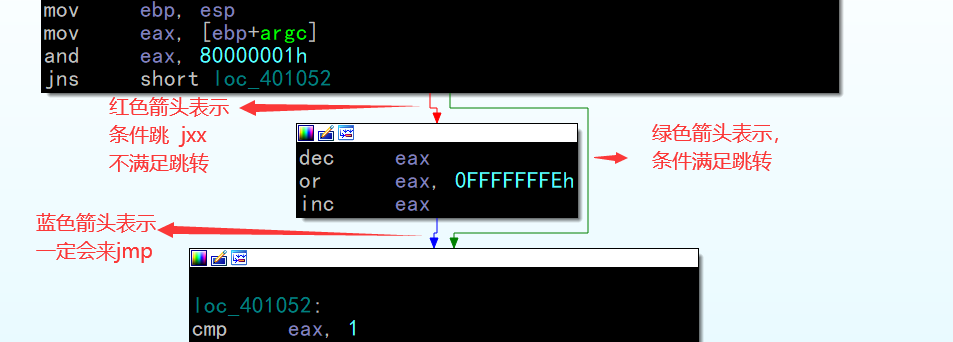 mov ebp, esp
mov eax, [ebp+argc]
and eax, 80000001h
jns short loc_401052
红色箭头表示
条件跳 jxx
不满足跳转
绿色箭头表示，
条件满足跳转
dec eax
or eax, 0FFFFFFFEh
inc eax
蓝色箭头表示
一定会来jmp
loc_401052:
cmp eax, 1